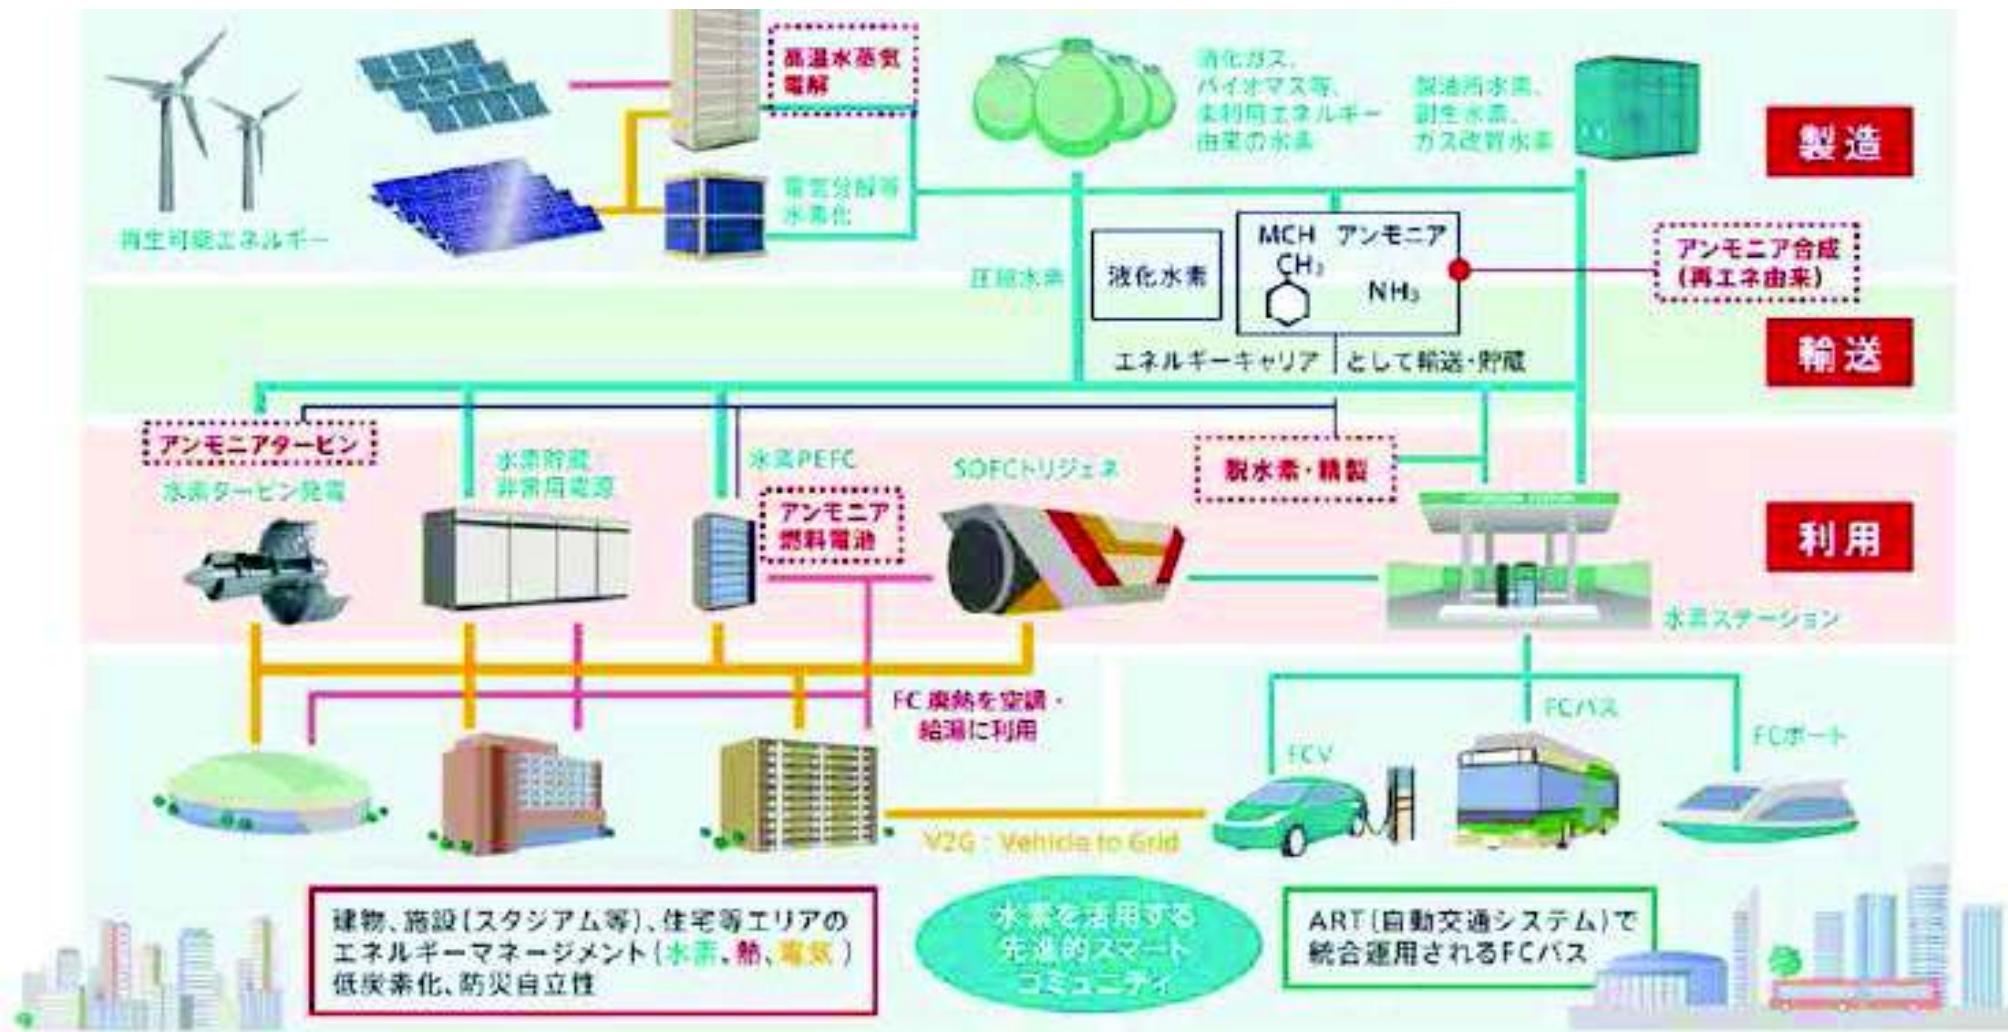 高温水蒸気
電解
消化ガス、
バイオマス等、
未利用エネルギー
由来の水素
製油所水素、
副生水素、
ガス改質水素
製造
電気分解等
水素化
再生可能エネルギー
圧縮水素
液化水素
MCH アンモニア
CH3
NH3
アンモニア合成
(再エネ由来)
輸送
エネルギーキャリア として輸送・貯蔵
アンモニアタービン
水素タービン発電
水素貯蔵
非常用電源
水素PEFC
アンモニア
燃料電池
SOFCトリジェネ
脱水素・精製
利用
水素ステーション
FC 廃熱を空調・
給湯に利用
FCV
FCバス
FCボート
V2G : Vehicle to Grid
建物、施設(スタジアム等)、住宅等エリアの
エネルギーマネージメント(水素、熱、電気)
低炭素化、防災自立性
水素を活用する
先進的スマート
コミュニティ
ART(自動交通システム)で
統合運用されるFCバス